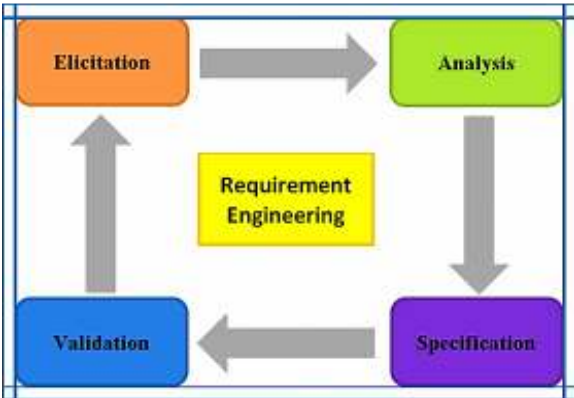 Elicitation
Analysis
Requirement
Engineering
Validation
Specification